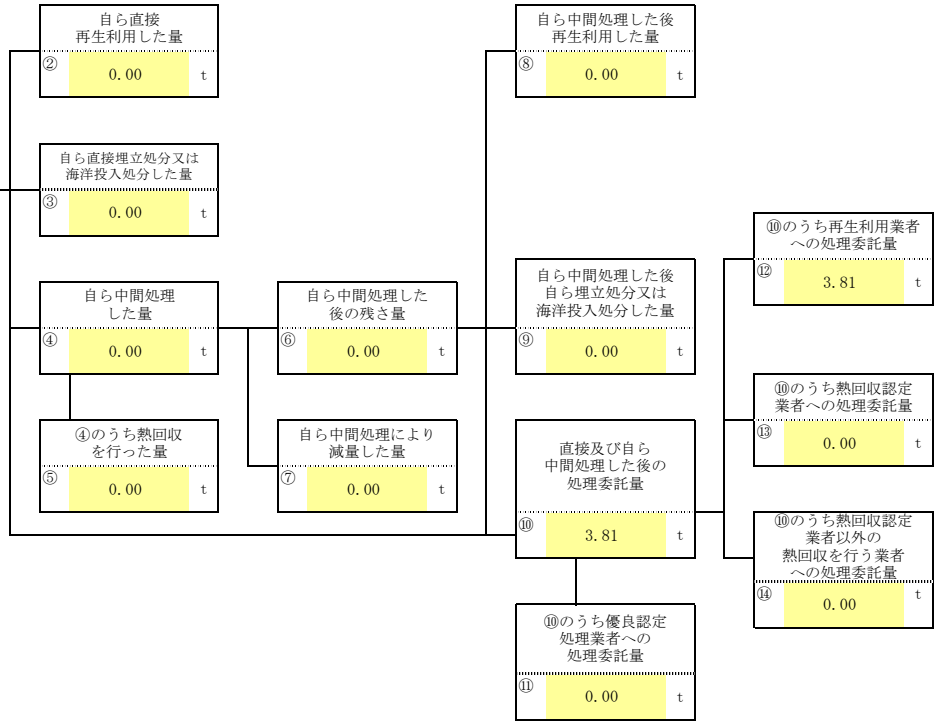 自ら直接
再生利用した量
② 0.00 t
自ら直接埋立処分又は
海洋投入処分した量
③ 0.00 t
自ら中間処理
した量
④ 0.00 t
④のうち熱回収
を行った量
⑤ 0.00 t
自ら中間処理した
後の残さ量
⑥ 0.00 t
自ら中間処理により
減量した量
⑦ 0.00 t
自ら中間処理した後
再生利用した量
⑧ 0.00 t
自ら中間処理した後
自ら埋立処分又は
海洋投入処分した量
⑨ 0.00 t
直接及び自ら
中間処理した後の
処理委託量
⑩ 3.81 t
⑩のうち優良認定
処理業者への
処理委託量
⑪ 0.00 t
⑩のうち再生利用業者
への処理委託量
⑫ 3.81 t
⑩のうち熱回収認定
業者への処理委託量
⑬ 0.00 t
⑩のうち熱回収認定
業者以外の
熱回収を行う業者
への処理委託量
⑭ 0.00 t